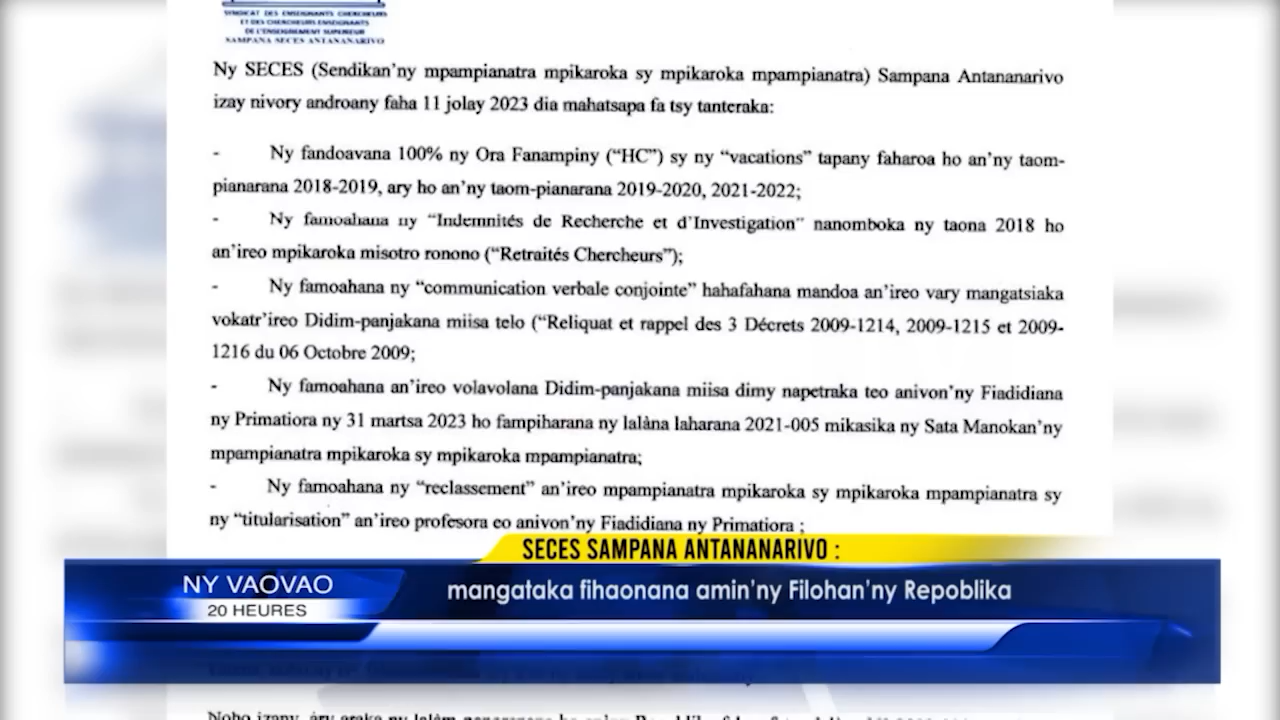 SYNDICAT DES ENSEIGNANTS CHERCHEURS
ET DES CHERCHEURS ENSEIGNANTS
DE L'ENSEIGNEMENT SUPERIEUR
SAMPANA SECES ANTANANARIVO
Ny SECES (Sendikan'ny mpampianatra mpikaroka sy mpikaroka mpampianatra) Sampana Antananarivo
izay nivory androany faha 11 jolay 2023 dia mahatsapa fa tsy tanteraka:
- Ny fandoavana 100% ny Ora Fanampiny ("HC") sy ny "vacations" tapany faharoa ho an'ny taom-
pianarana 2018-2019, ary ho an'ny taom-pianarana 2019-2020, 2021-2022;
- Ny famoahana ny "Indemnités de Recherche et d'Investigation" nanomboka ny taona 2018 ho
an'ireo mpikaroka misotro ronono ("Retraités Chercheurs");
- Ny famoahana ny "communication verbale conjointe" hahafahana mandoa an'ireo vary mangatsiaka
vokatr'ireo Didim-panjakana miisa telo ("Reliquat et rappel des 3 Décrets 2009-1214, 2009-1215 et 2009-
1216 du 06 Octobre 2009;
- Ny famoahana an'ireo volavolana Didim-panjakana miisa dimy napetraka teo anivon'ny Fiadidiana
ny Primatiora ny 31 martsa 2023 ho fampiharana ny lalàna laharana 2021-005 mikasika ny Sata Manokan'ny
mpampianatra mpikaroka sy mpikaroka mpampianatra;
- Ny famoahana ny "reclassement" an'ireo mpampianatra mpikaroka sy mpikaroka mpampianatra sy
ny "titularisation" an'ireo profesora eo anivon'ny Fiadidiana ny Primatiora ;
SECES SAMPANA ANTANANARIVO :
NY VAOVAO
20 HEURES
mangataka fihaonana amin'ny Filohan'ny Repoblika
Noho izany, ary araka ny lalàm